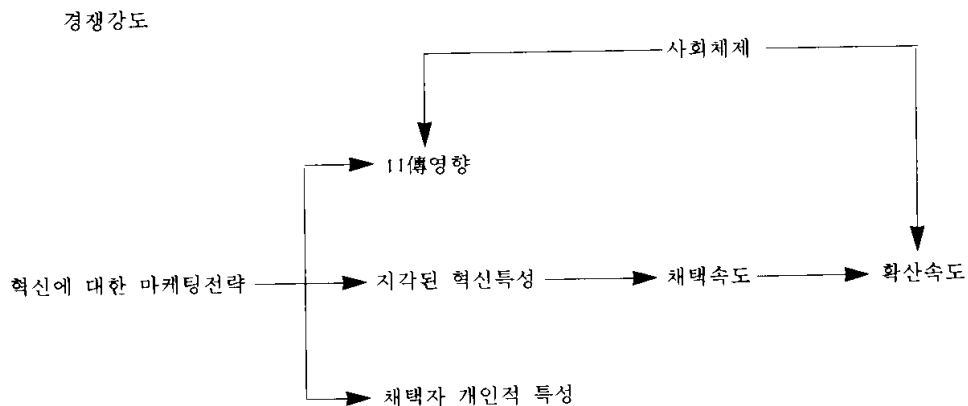 경쟁강도
사회체제
11傳영향
혁신에 대한 마케팅전략
지각된 혁신특성
채택속도
확산속도
채택자 개인적 특성